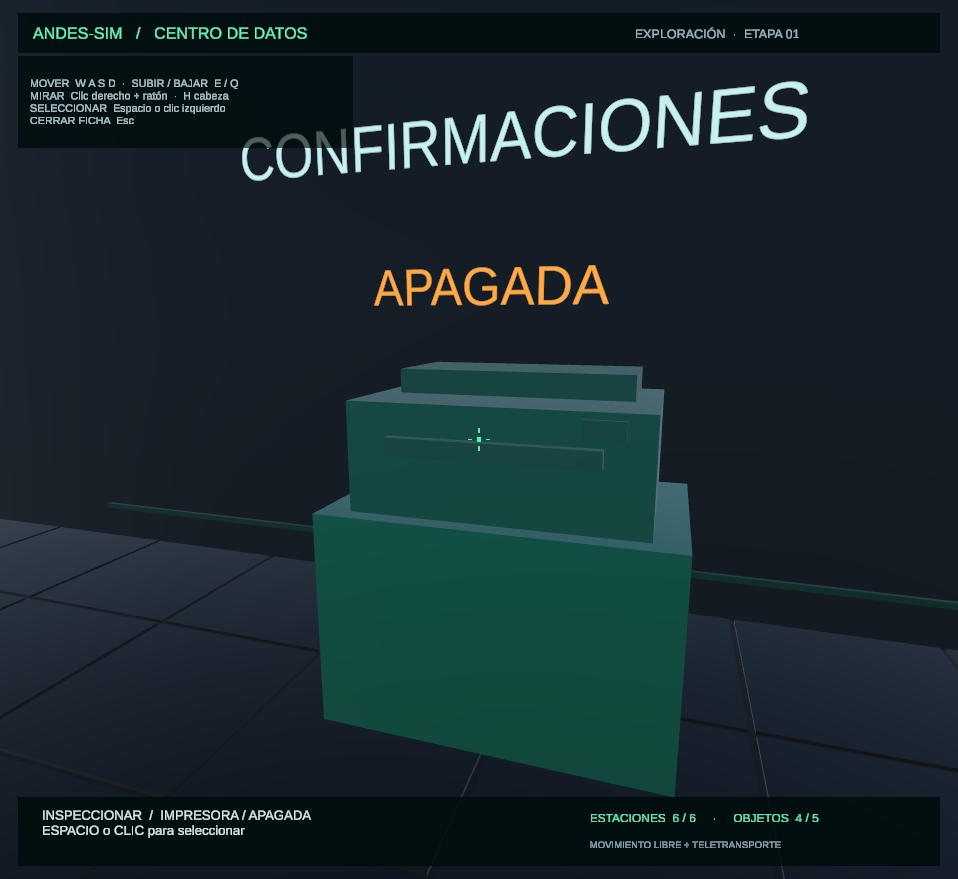 ANDES-SIM / CENTRO DE DATOS
EXPLORACIÓN · ETAPA 01
MOVER W A S D · SUBIR / BAJAR E / Q
MIRAR Clic derecho + ratón · H cabeza
SELECCIONAR Espacio o clic izquierdo
CERRAR FICHA Esc
CONFIRMACIONES
APAGADA
INSPECCIONAR / IMPRESORA / APAGADA
ESPACIO o CLIC para seleccionar
ESTACIONES 6 / 6 · OBJETOS 4 / 5
MOVIMIENTO LIBRE + TELETRANSPORTE